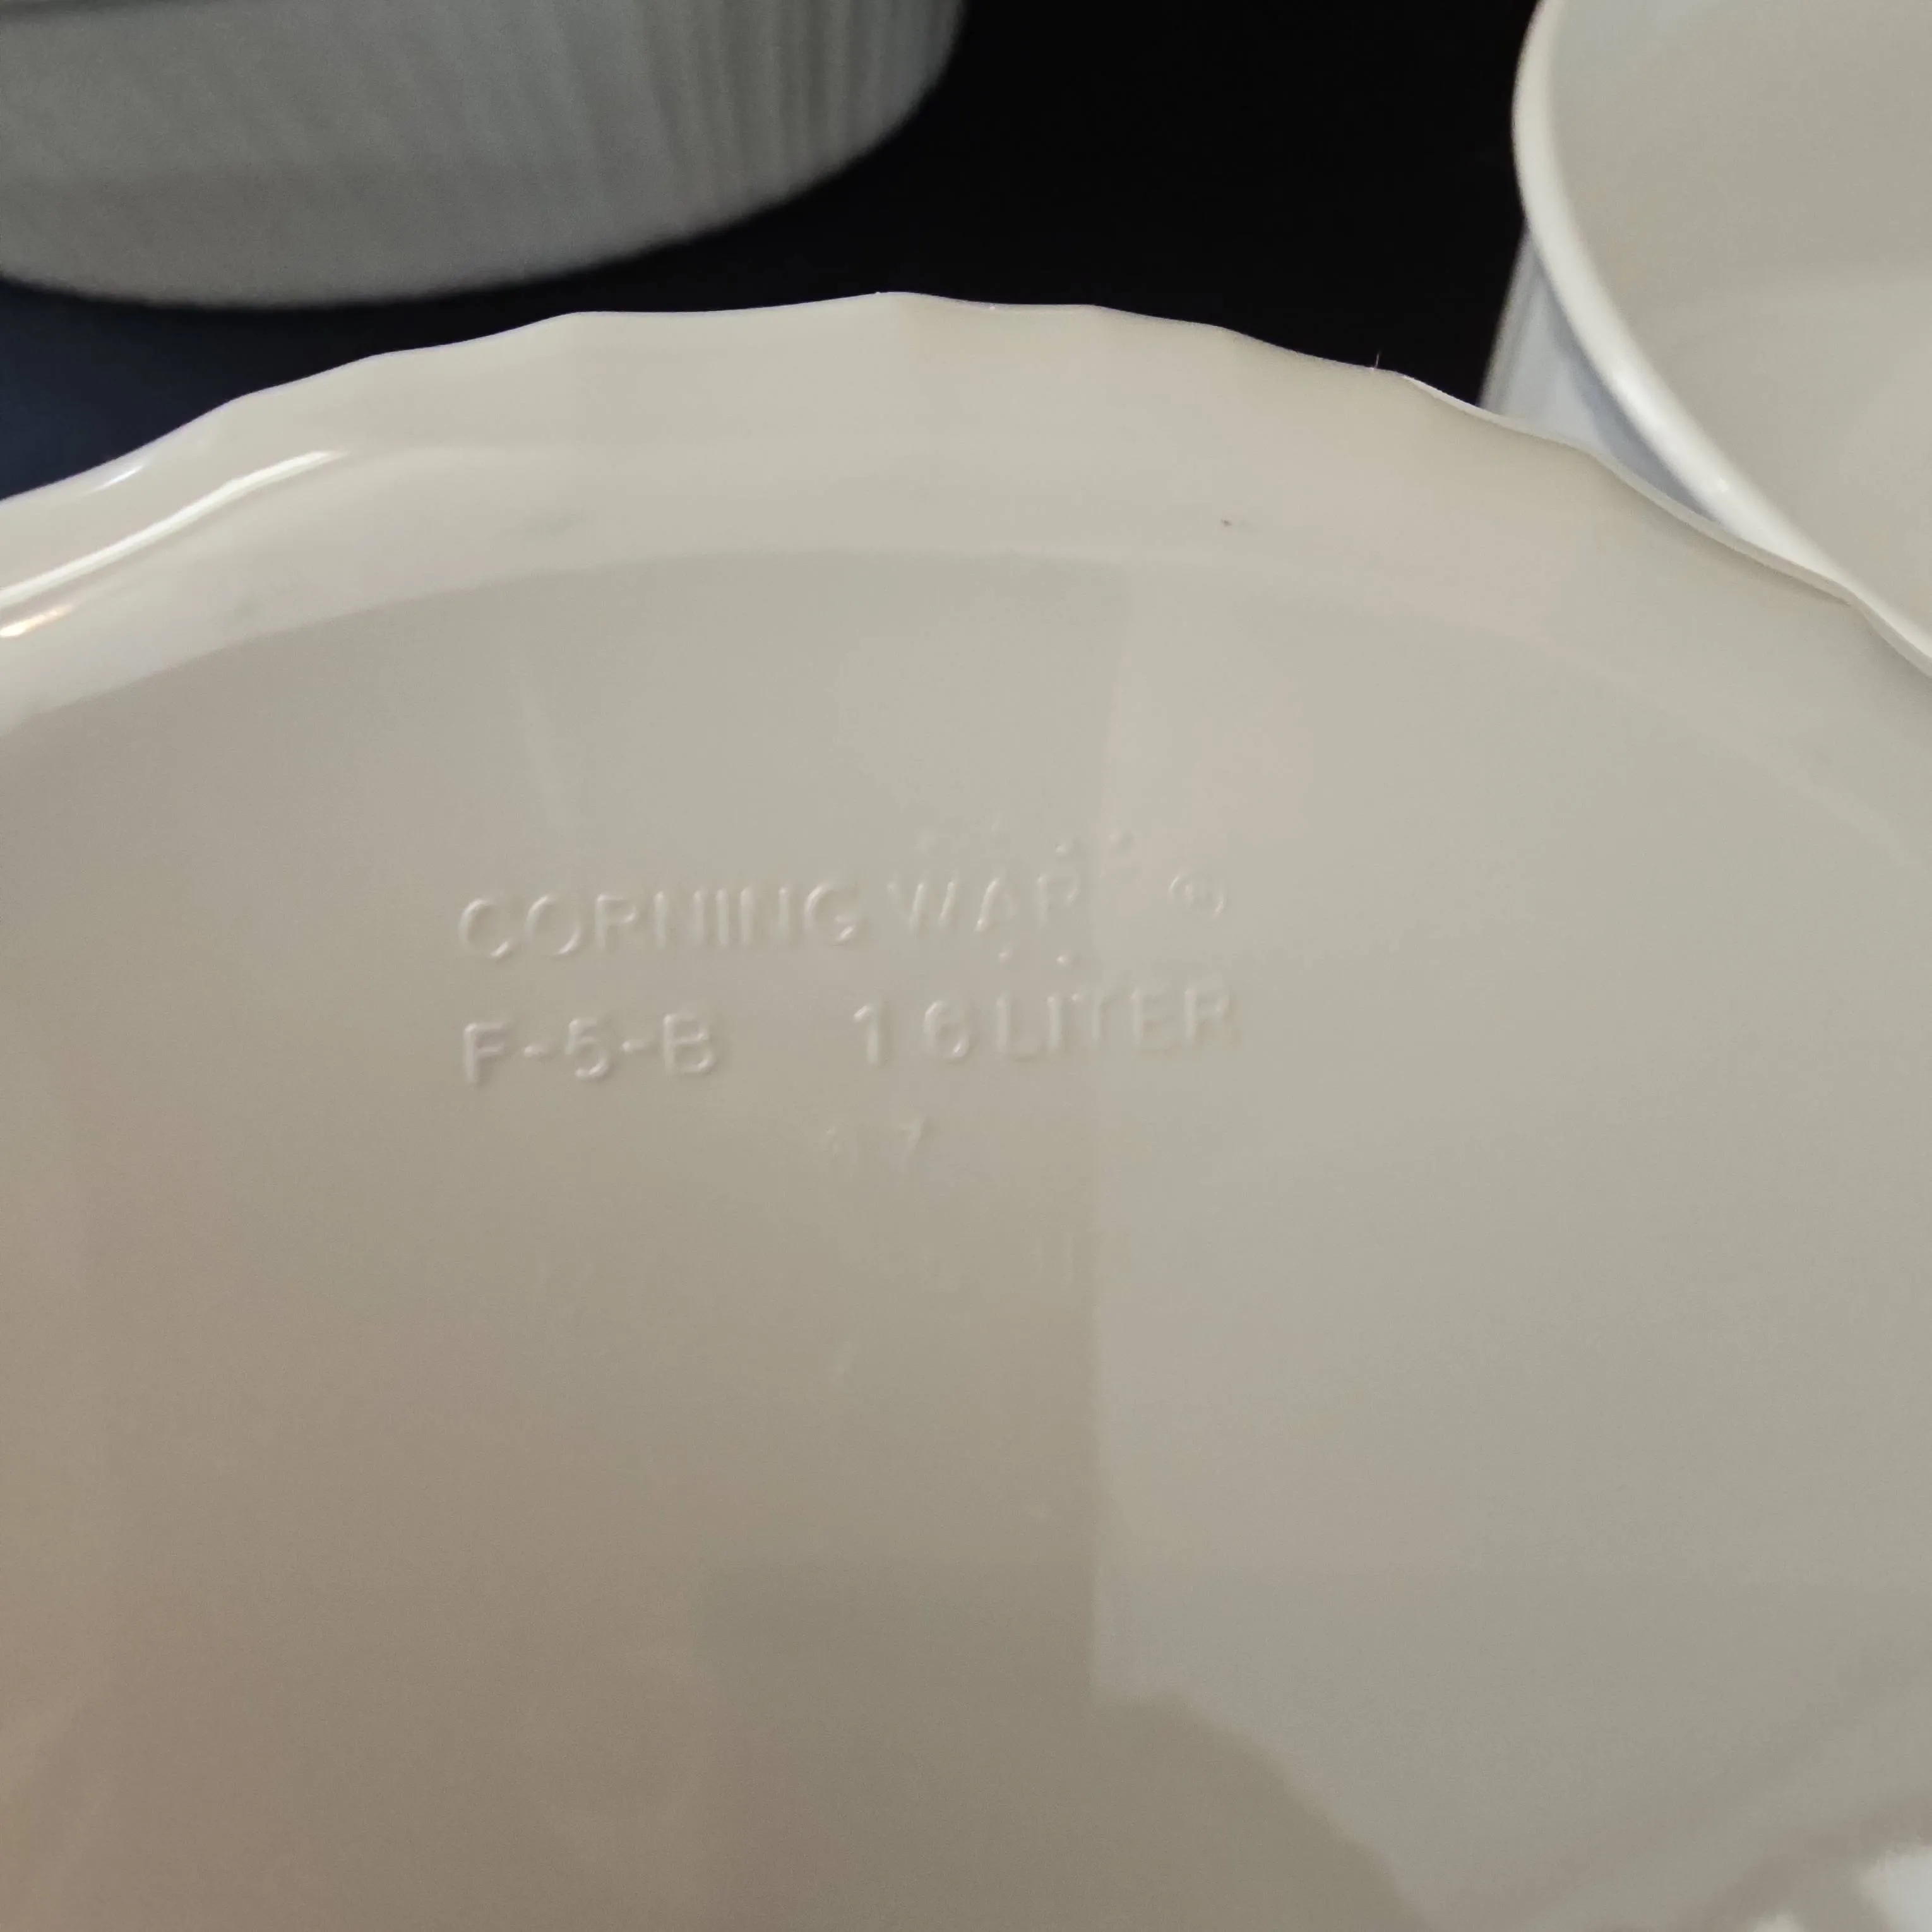 CORNING WAR ®
F-5-B 1 6 LITER